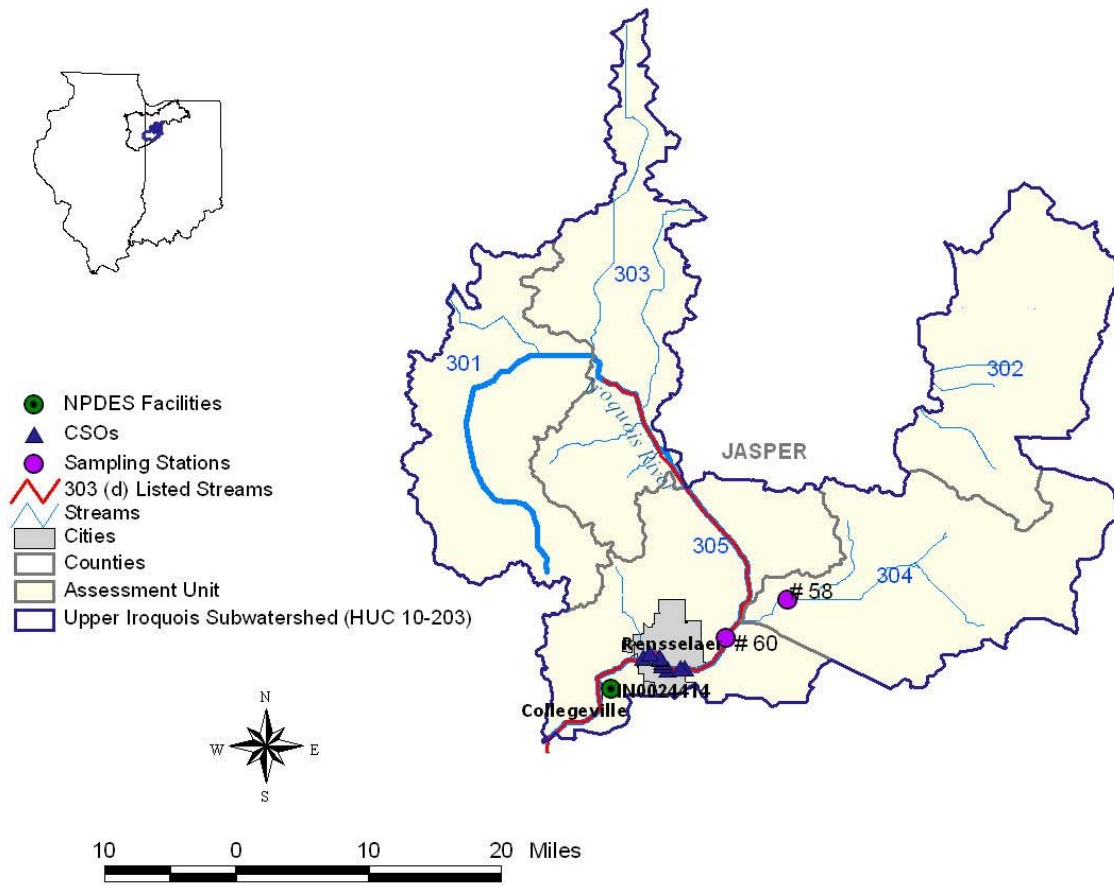 303
301
302
Iroquois River
JASPER
305
304
# 58
Rensselaer
# 60
IN0024414
Collegeville
NPDES Facilities
CSOs
Sampling Stations
303 (d) Listed Streams
Streams
Cities
Counties
Assessment Unit
Upper Iroquois Subwatershed (HUC 10-203)
N
W
E
S
10 0 10 20 Miles